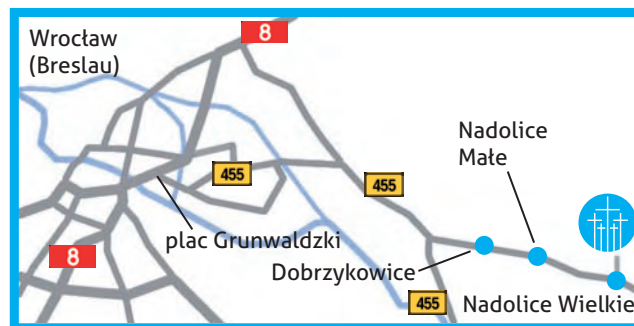 Wrocław
(Breslau)
8
Nadolice
Małe
455
455
plac Grunwaldzki
8
Dobrzykowice
455
Nadolice Wielkie